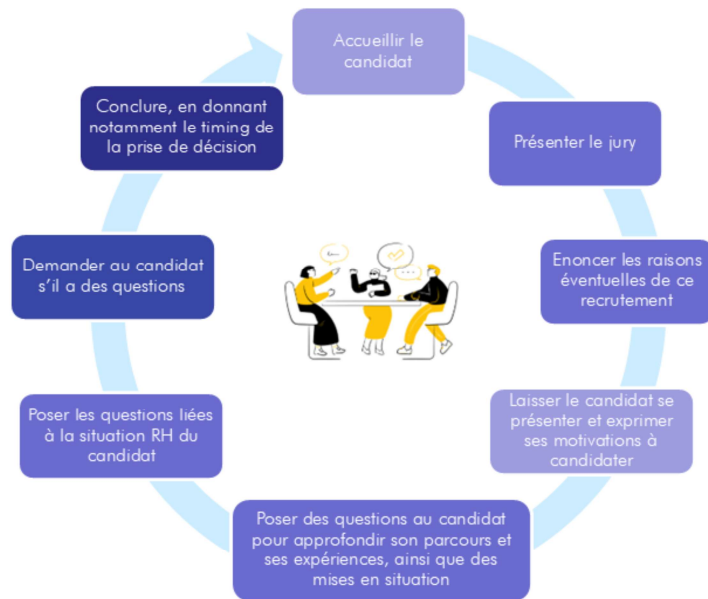 Accueillir le
candidat
Présenter le jury
Enoncer les raisons
éventuelles de ce
recrutement
Laisser le candidat se
présenter et exprimer
ses motivations à
candidater
Poser des questions au candidat
pour approfondir son parcours et
ses expériences, ainsi que des
mises en situation
Poser les questions liées
à la situation RH du
candidat
Demander au candidat
s'il a des questions
Conclure, en donnant
notamment le timing de
la prise de décision